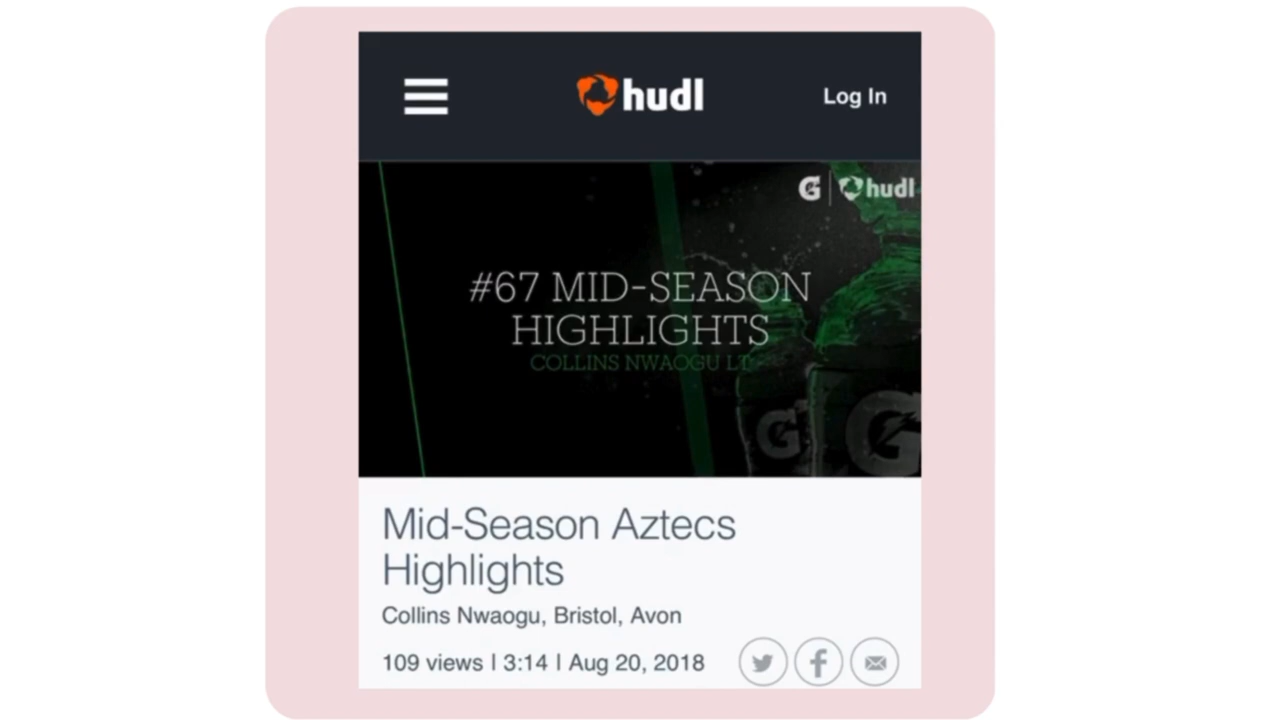 hudl
Log In
G | hudl
#67 MID-SEASON
HIGHLIGHTS
COLLINS NWAOGU LT
G G
Mid-Season Aztecs
Highlights
Collins Nwaogu, Bristol, Avon
109 views | 3:14 | Aug 20, 2018